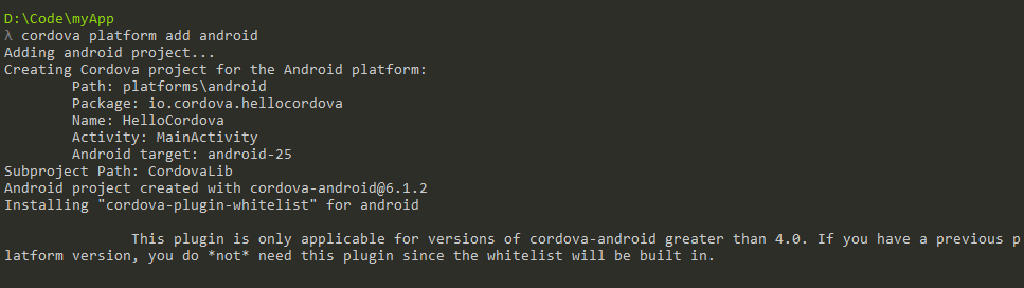 D:\Code\myApp
λ cordova platform add android
Adding android project...
Creating Cordova project for the Android platform:
Path: platforms\android
Package: io.cordova.hellocordova
Name: HelloCordova
Activity: MainActivity
Android target: android-25
Subproject Path: CordovaLib
Android project created with cordova-android@6.1.2
Installing "cordova-plugin-whitelist" for android
This plugin is only applicable for versions of cordova-android greater than 4.0. If you have a previous p
latform version, you do *not* need this plugin since the whitelist will be built in.